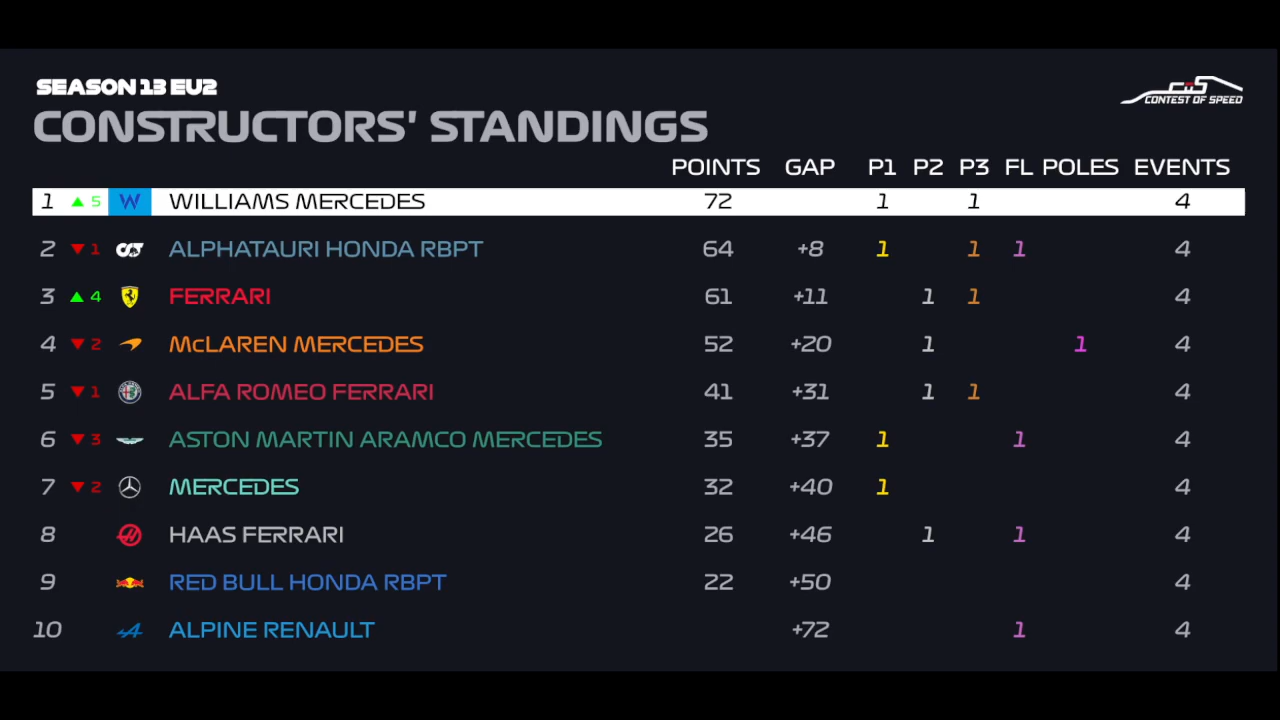 SEASON 13 EU2
CONTEST OF SPEED
CONSTRUCTORS' STANDINGS
POINTS GAP P1 P2 P3 FL POLES EVENTS
1 ▲ 5 W WILLIAMS MERCEDES 72 1 1 4
2 ▼ 1 ALPHATAURI HONDA RBPT 64 +8 1 1 1 4
3 ▲ 4 FERRARI 61 +11 1 1 4
4 ▼ 2 McLAREN MERCEDES 52 +20 1 1 4
5 ▼ 1 ALFA ROMEO FERRARI 41 +31 1 1 4
6 ▼ 3 ASTON MARTIN ARAMCO MERCEDES 35 +37 1 1 4
7 ▼ 2 MERCEDES 32 +40 1 4
8 HAAS FERRARI 26 +46 1 1 4
9 RED BULL HONDA RBPT 22 +50 4
10 ALPINE RENAULT +72 1 4